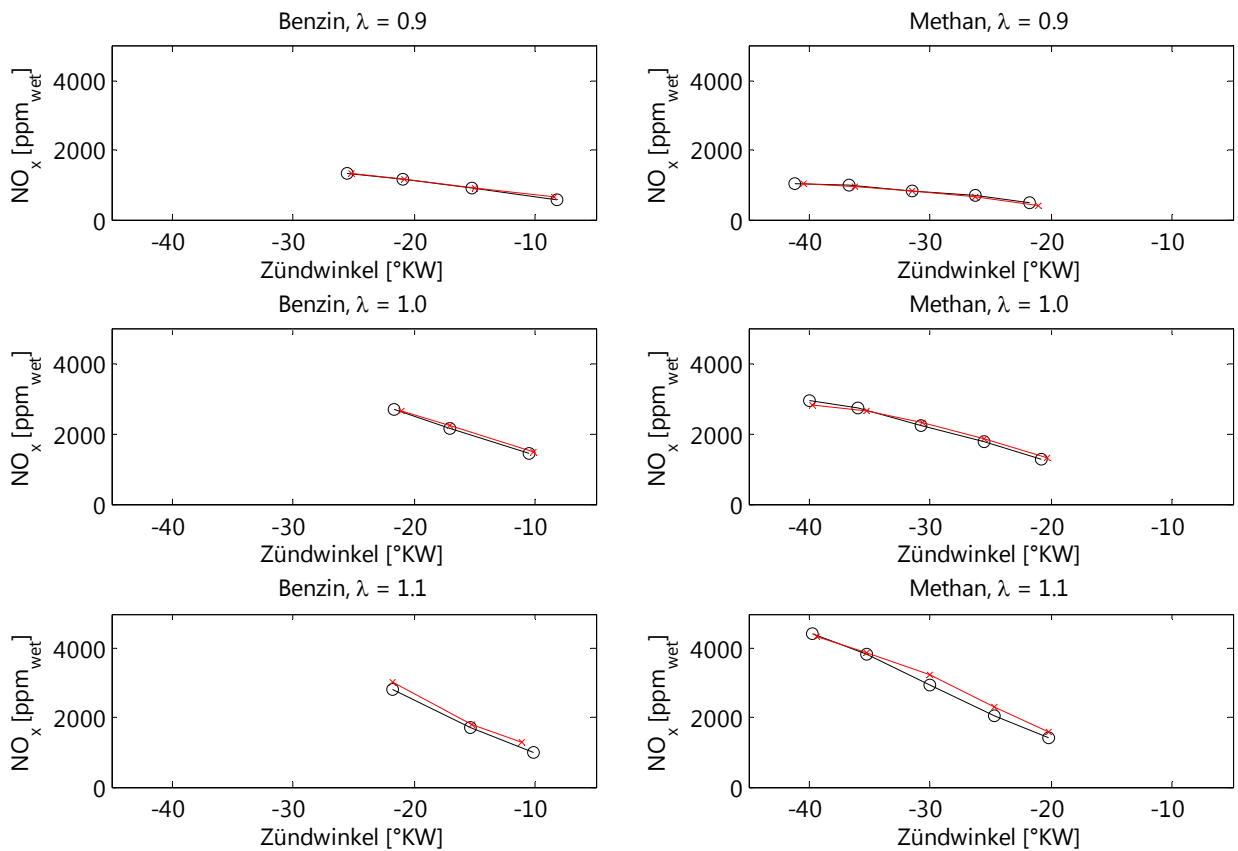 Benzin, λ = 0.9
NOx [ppmwet]
4000
2000
0
-40 -30 -20 -10
Zündwinkel [°KW]
Methan, λ = 0.9
NOx [ppmwet]
4000
2000
0
-40 -30 -20 -10
Zündwinkel [°KW]
Benzin, λ = 1.0
NOx [ppmwet]
4000
2000
0
-40 -30 -20 -10
Zündwinkel [°KW]
Methan, λ = 1.0
NOx [ppmwet]
4000
2000
0
-40 -30 -20 -10
Zündwinkel [°KW]
Benzin, λ = 1.1
NOx [ppmwet]
4000
2000
0
-40 -30 -20 -10
Zündwinkel [°KW]
Methan, λ = 1.1
NOx [ppmwet]
4000
2000
0
-40 -30 -20 -10
Zündwinkel [°KW]